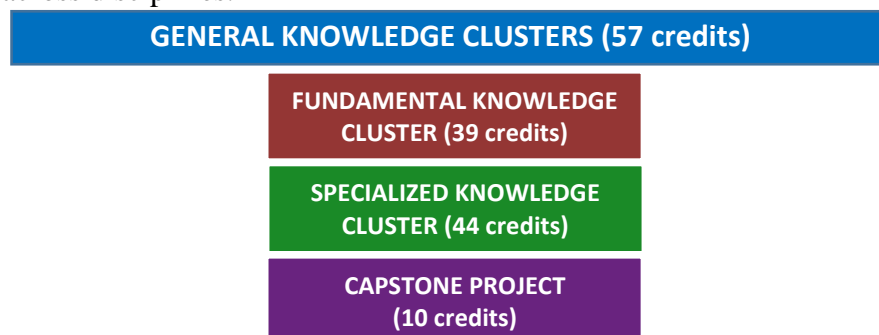 GENERAL KNOWLEDGE CLUSTERS (57 credits)
FUNDAMENTAL KNOWLEDGE
CLUSTER (39 credits)
SPECIALIZED KNOWLEDGE
CLUSTER (44 credits)
CAPSTONE PROJECT
(10 credits)